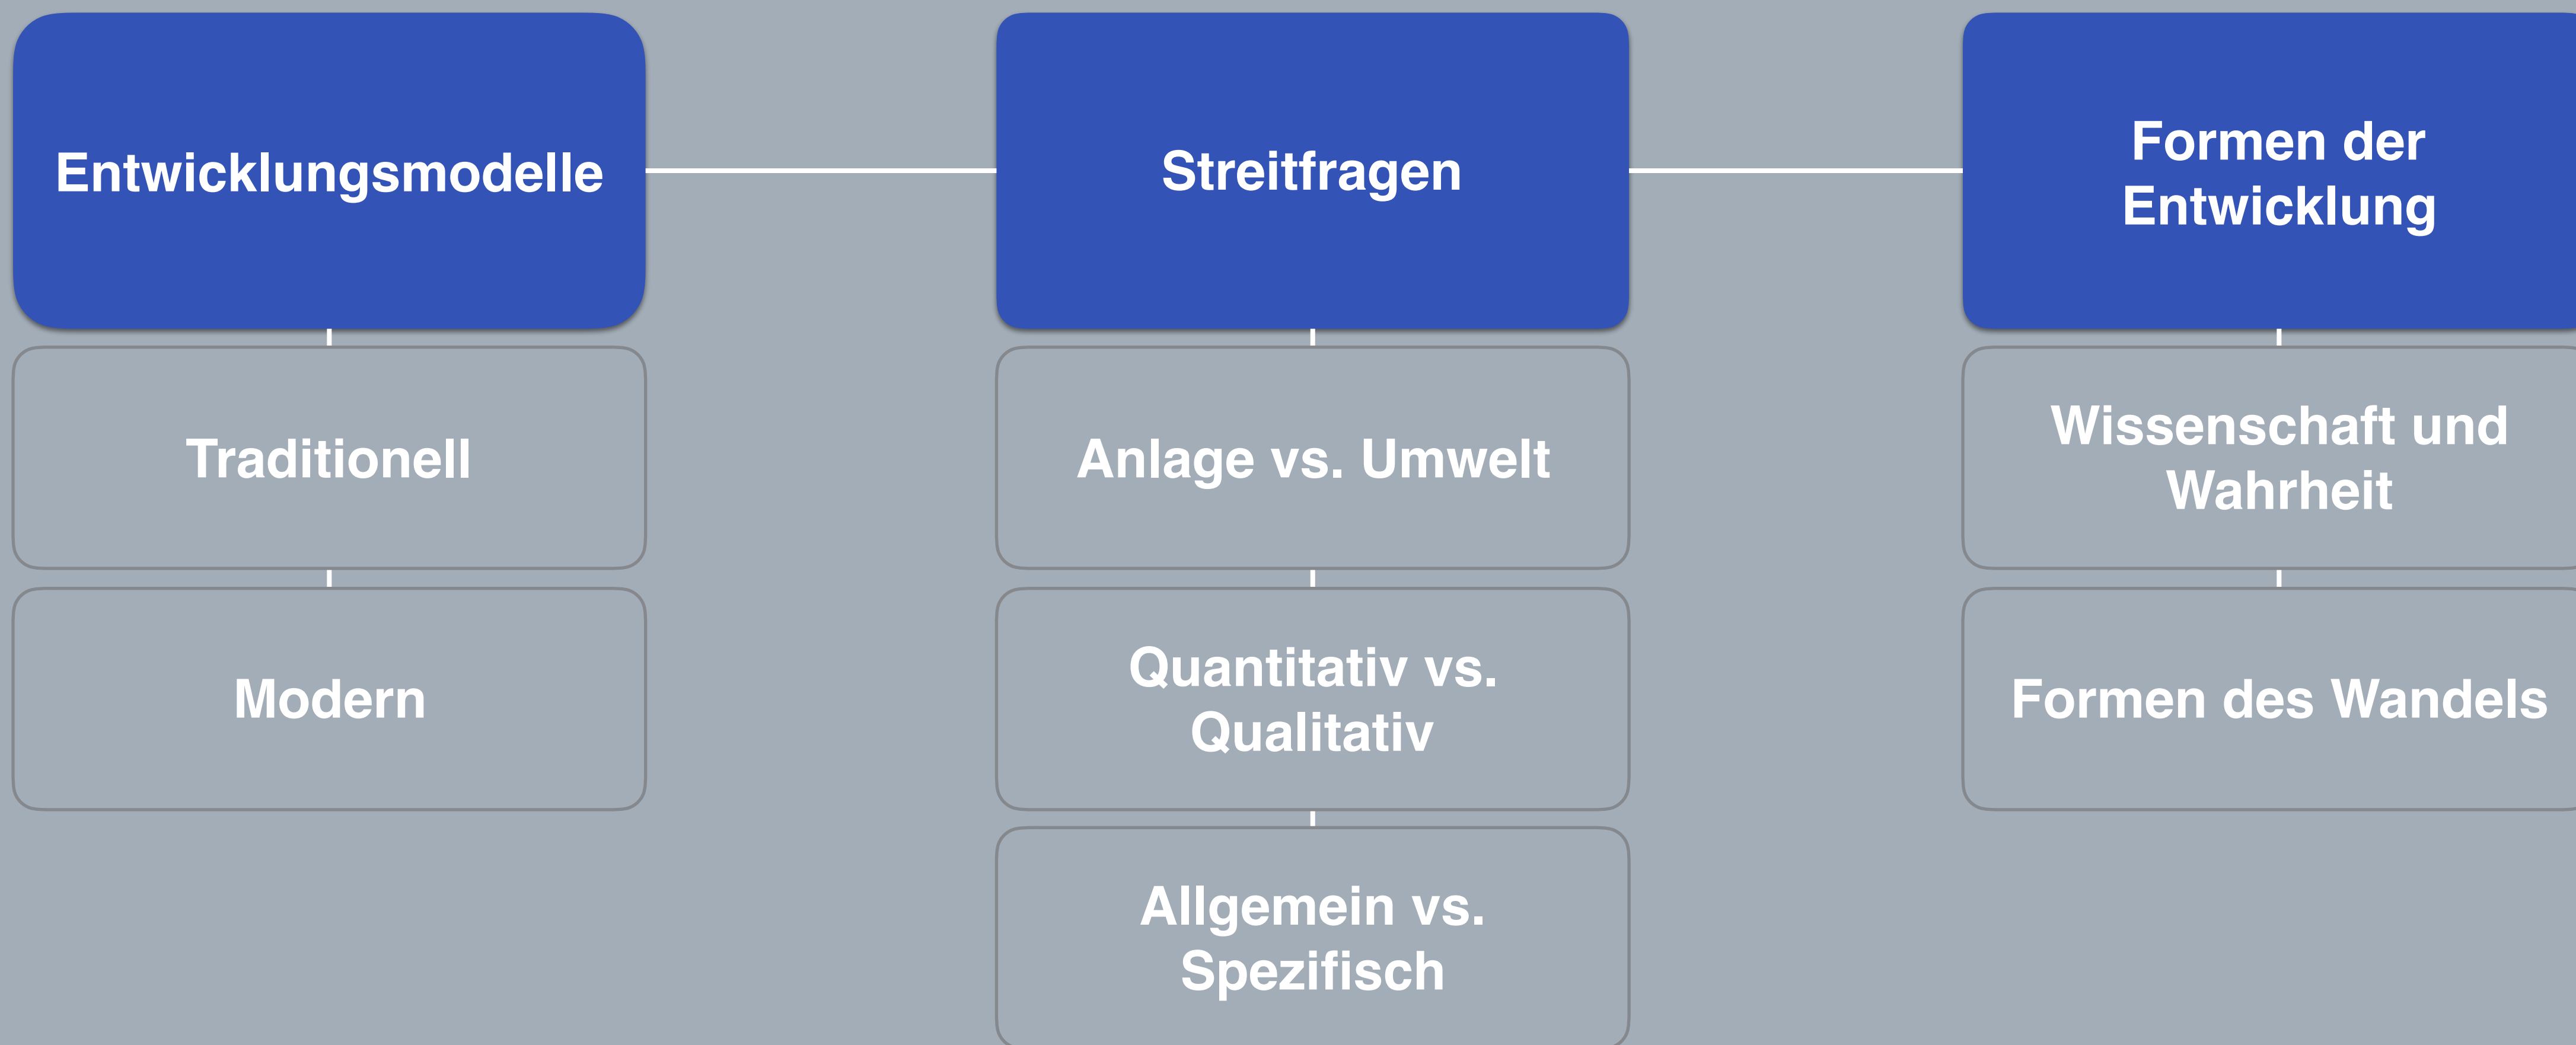 Entwicklungsmodelle
Traditionell
Modern
Streitfragen
Anlage vs. Umwelt
Quantitativ vs.
Qualitativ
Allgemein vs.
Spezifisch
Formen der
Entwicklung
Wissenschaft und
Wahrheit
Formen des Wandels